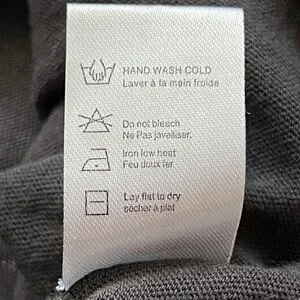 HAND WASH COLD
Laver à la main froide
Do not bleach
Ne Pas javelliser.
Iron low heat
Feu doux fer
Lay flat to dry
sécher à plat